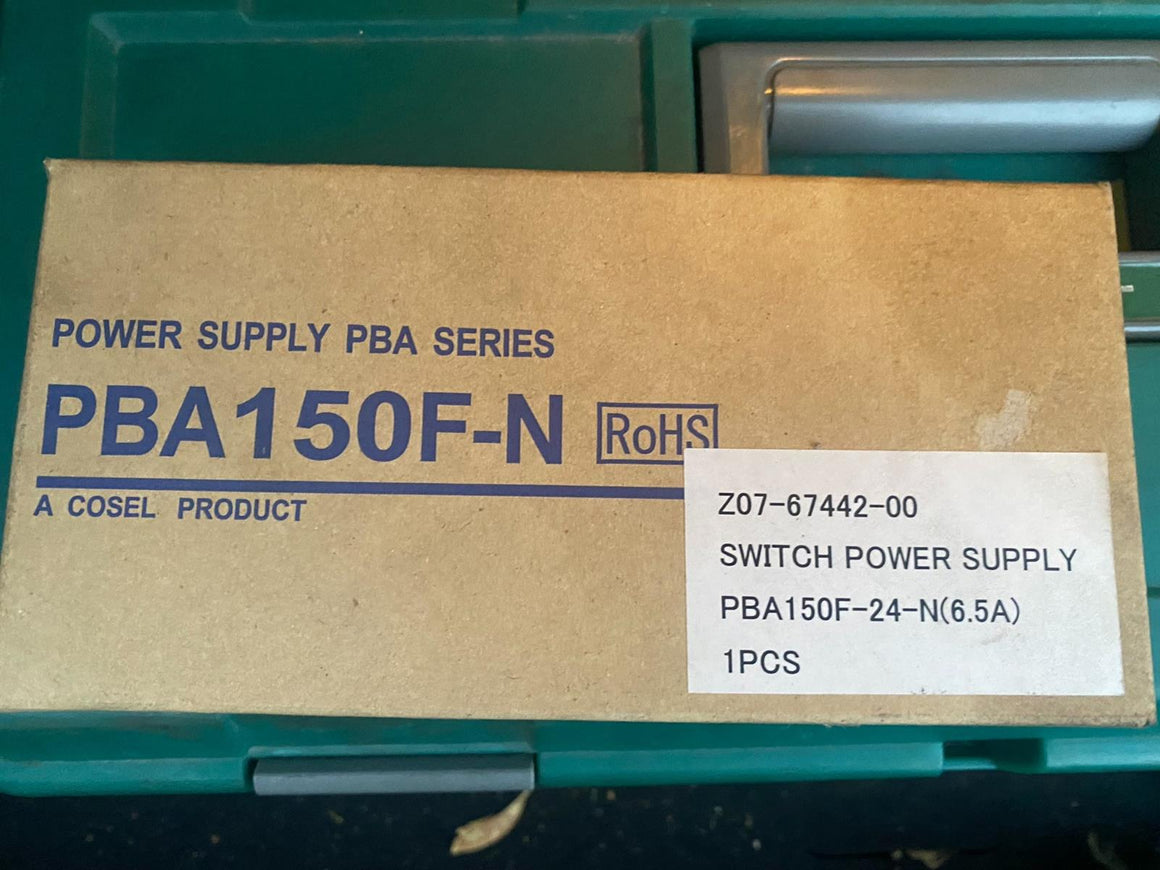 POWER SUPPLY PBA SERIES
PBA150F-N RoHS
A COSEL PRODUCT
Z07-67442-00
SWITCH POWER SUPPLY
PBA150F-24-N(6.5A)
1PCS